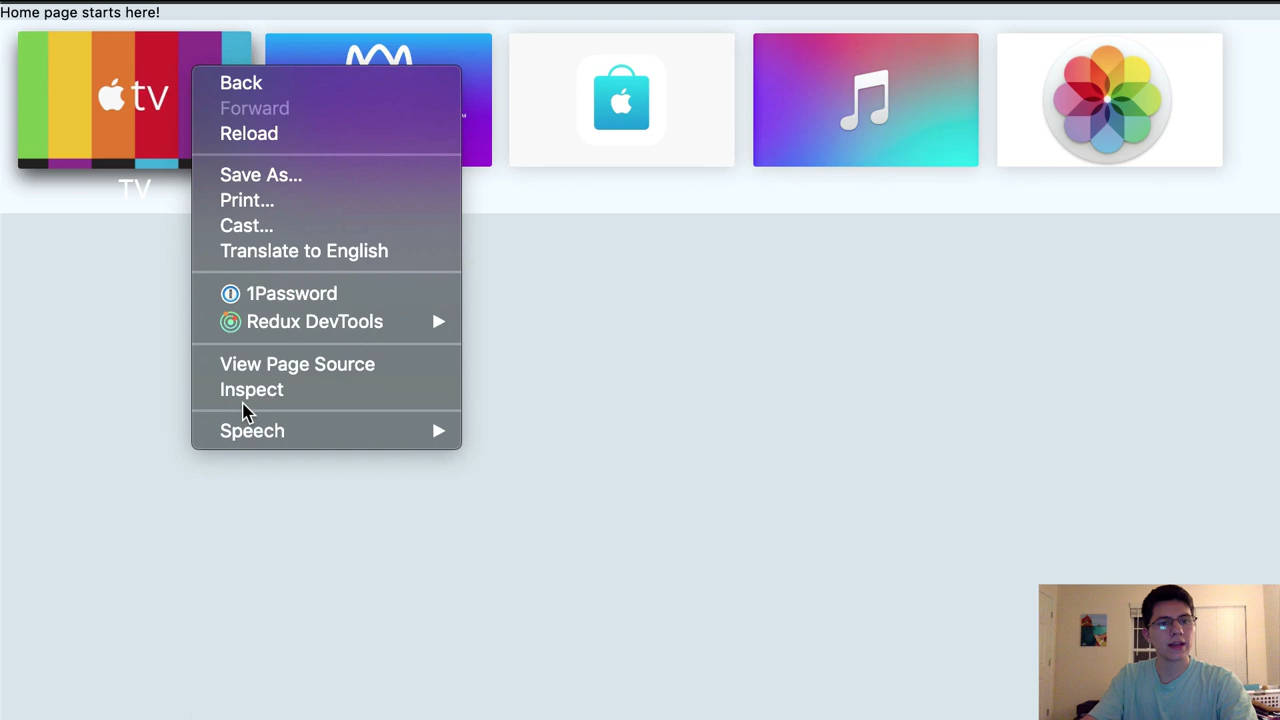 Home page starts here!
tv
TV
Back
Forward
Reload
Save As...
Print...
Cast...
Translate to English
1Password
Redux DevTools
View Page Source
Inspect
Speech